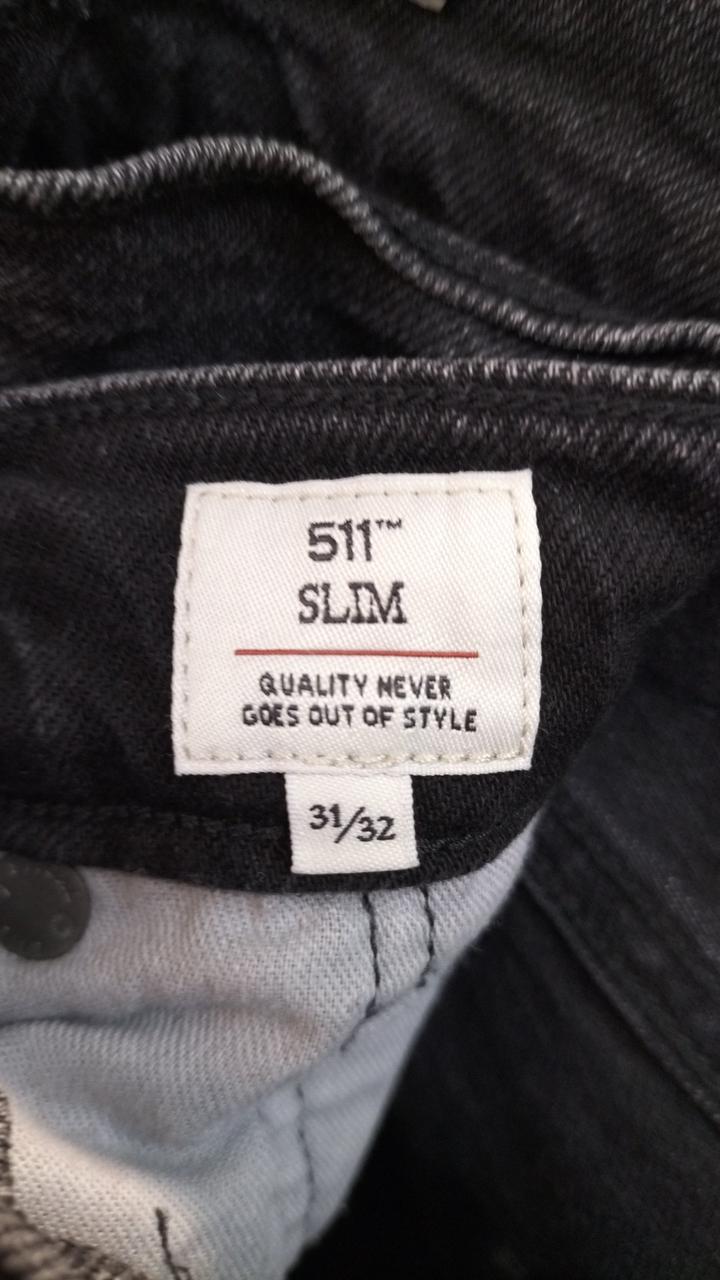 511™
SLIM
QUALITY NEVER
GOES OUT OF STYLE
31/32